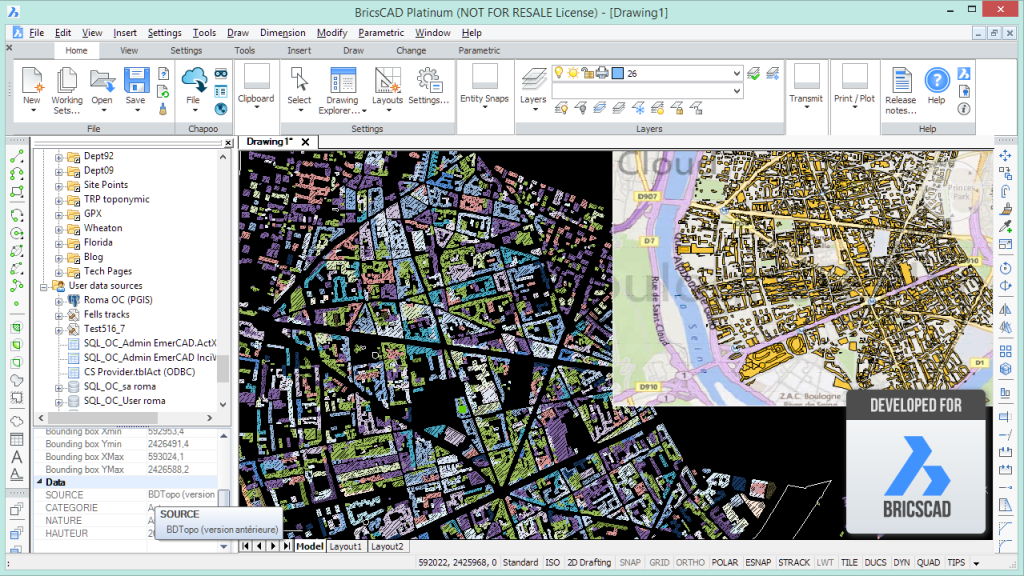 BricsCAD Platinum (NOT FOR RESALE License) - [Drawing1]
File Edit View Insert Settings Tools Draw Dimension Modify Parametric Window Help
Home View Settings Tools Insert Draw Change Parametric
26
New Working Sets... Open Save File Clipboard Select Drawing Explorer... Layouts Settings... Entity Snaps Layers Transmit Print / Plot Release notes... Help
File Chapoo Settings Layers Help
Drawing1*
Dept92
Dept09
Site Points
TRP toponymic
GPX
Wheaton
Florida
Blog
Tech Pages
User data sources
Roma OC (PGIS)
Fells tracks
Test516_7
SQL_OC_Admin EmerCAD.ActX
SQL_OC_Admin EmerCAD Inci
CS Provider.tblAct (ODBC)
SQL_OC_sa roma
SQL_OC_User roma
Bounding box Xmin 592953,4
Bounding box Ymin 2426491,4
Bounding box XMax 593024,1
Bounding box YMax 2426588,2
Data
SOURCE BDTopo (version
CATEGORIE
NATURE
HAUTEUR
SOURCE
BDTopo (version antérieure)
D907
D7
Rue de Saint Cloud
D910
Princes
Park
D1
Z.A.C. Boulogne
DEVELOPED FOR
BRICSCAD
Model Layout1 Layout2
: 592022, 2425968, 0 Standard ISO 2D Drafting SNAP GRID ORTHO POLAR ESNAP STRACK LWT TILE DUCS DYN QUAD TIPS